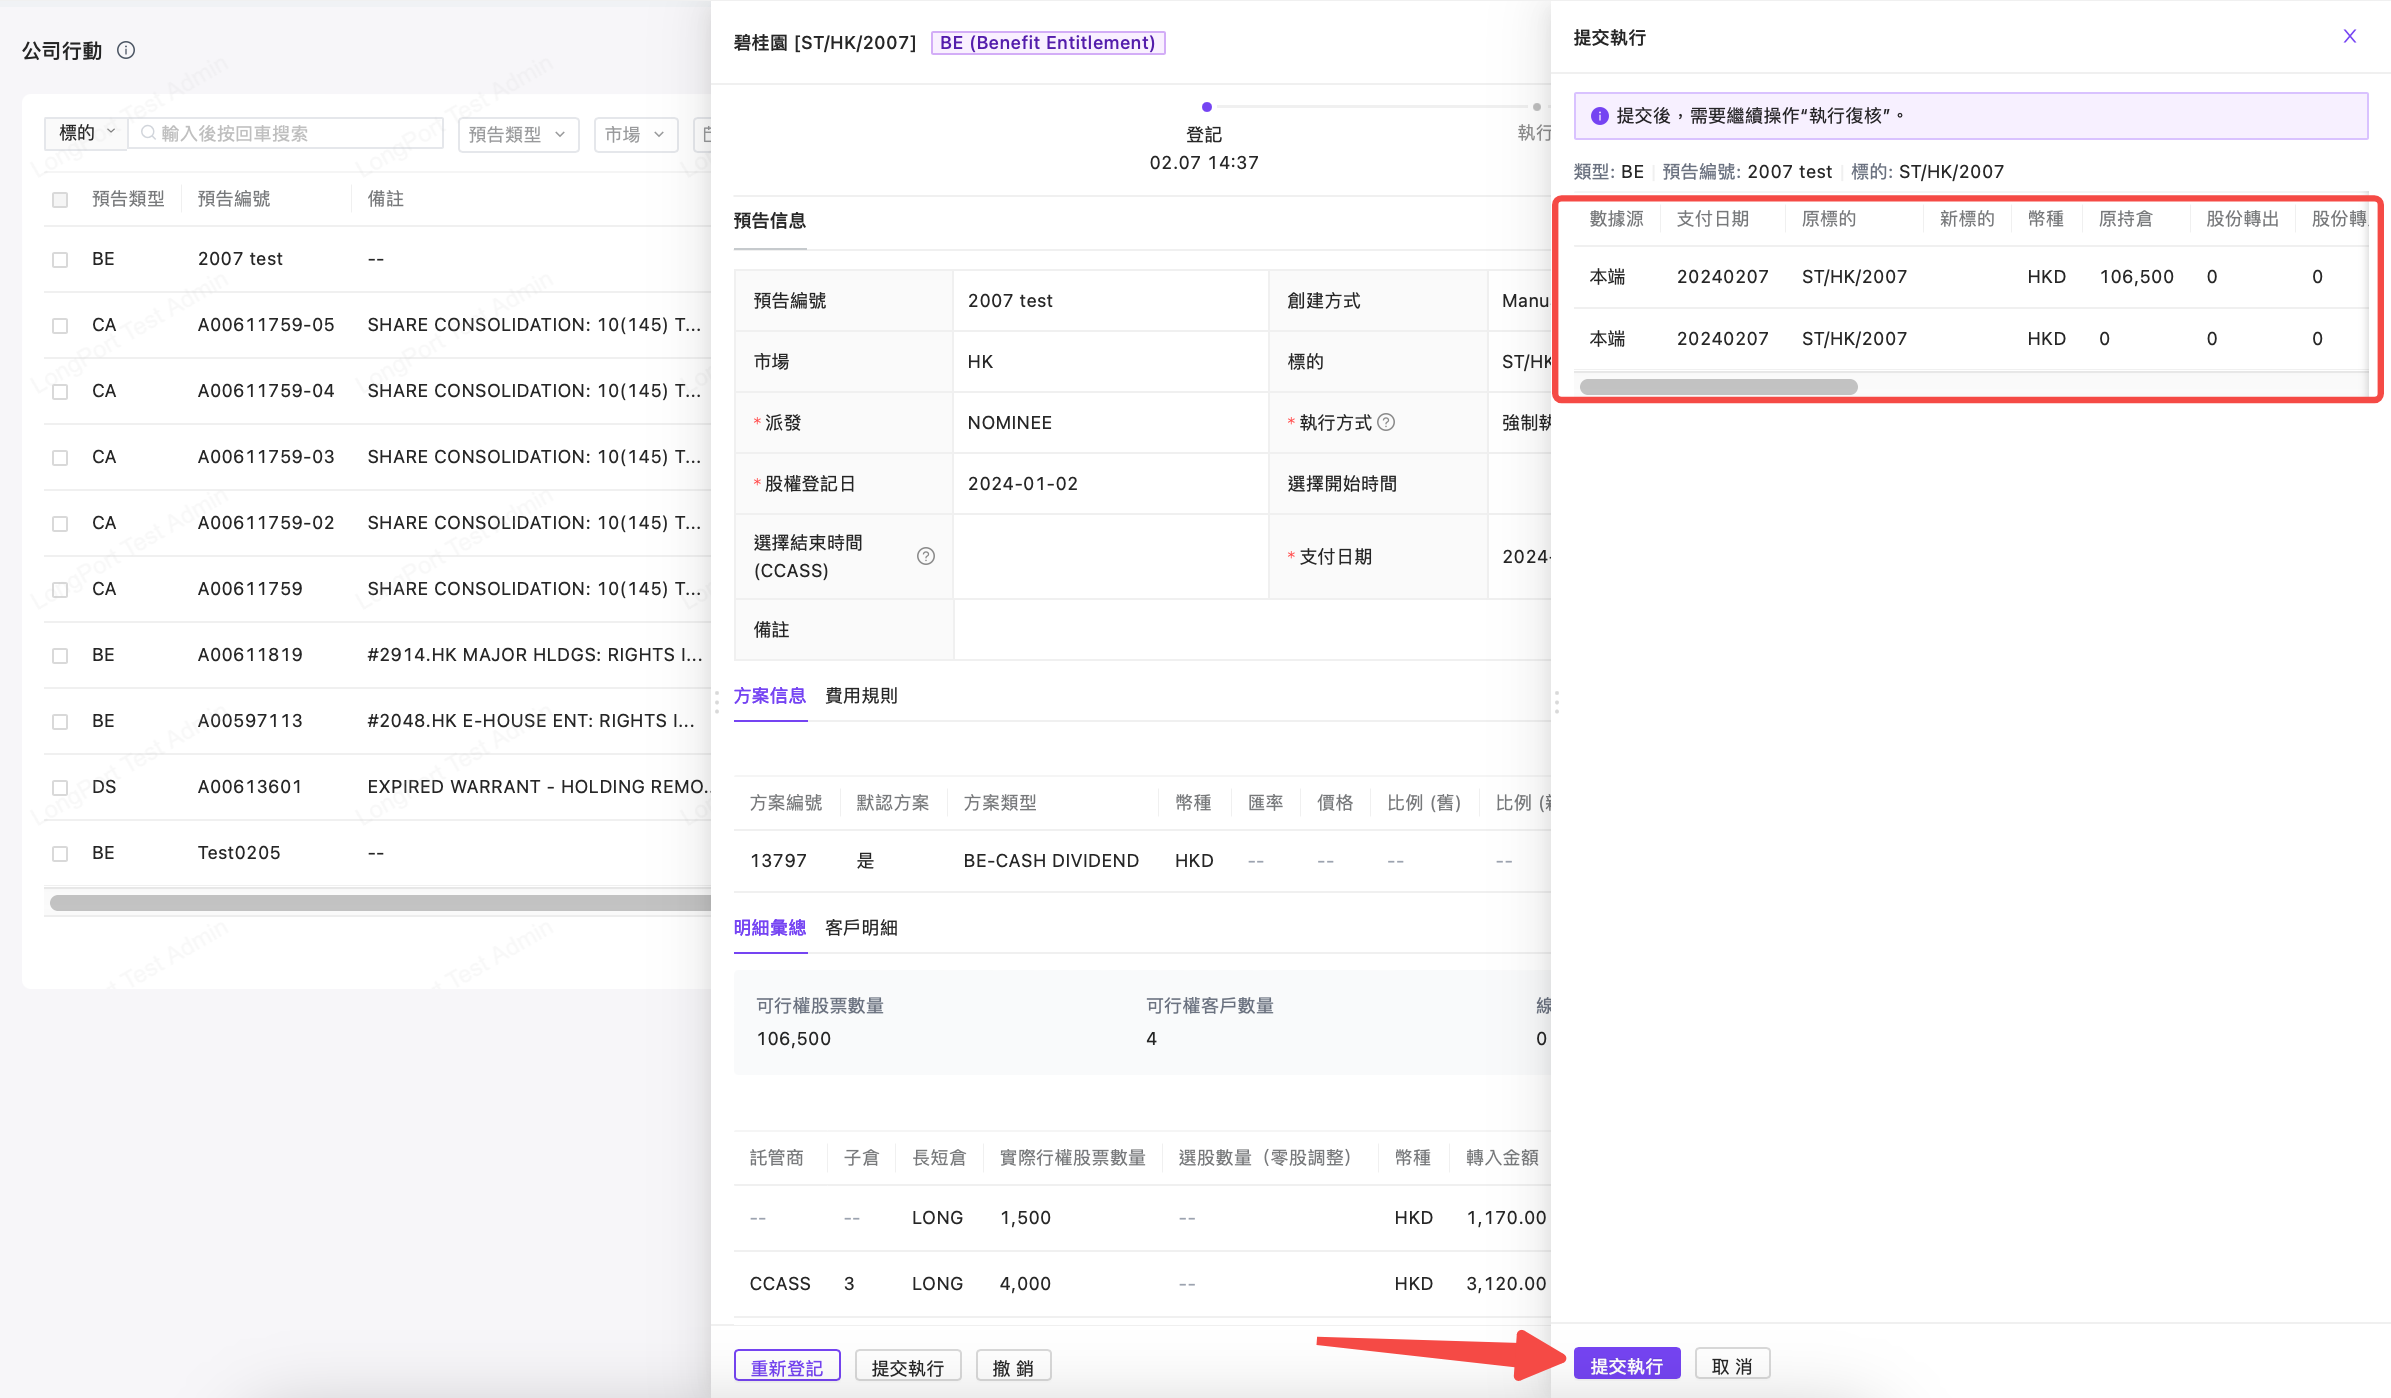 公司行動
標的
輸入後按回車搜索
預告類型
市場
預告類型 預告編號 備註
BE 2007 test --
CA A00611759-05 SHARE CONSOLIDATION: 10(145) T...
CA A00611759-04 SHARE CONSOLIDATION: 10(145) T...
CA A00611759-03 SHARE CONSOLIDATION: 10(145) T...
CA A00611759-02 SHARE CONSOLIDATION: 10(145) T...
CA A00611759 SHARE CONSOLIDATION: 10(145) T...
BE A00611819 #2914.HK MAJOR HLDGS: RIGHTS I...
BE A00597113 #2048.HK E-HOUSE ENT: RIGHTS I...
DS A00613601 EXPIRED WARRANT - HOLDING REMO...
BE Test0205 --
LongPort Test Admin
碧桂園 [ST/HK/2007] BE (Benefit Entitlement)
登記
02.07 14:37
執行
預告信息
預告編號 2007 test 創建方式 Manu
市場 HK 標的 ST/HK
*派發 NOMINEE *執行方式 強制執
*股權登記日 2024-01-02 選擇開始時間
選擇結束時間
(CCASS)
*支付日期 2024-
備註
方案信息 費用規則
方案編號 默認方案 方案類型 幣種 匯率 價格 比例 (舊) 比例 (新
13797 是 BE-CASH DIVIDEND HKD -- -- -- --
明細彙總 客戶明細
可行權股票數量 可行權客戶數量
106,500 4 0
託管商 子倉 長短倉 實際行權股票數量 選股數量（零股調整） 幣種 轉入金額
-- -- LONG 1,500 -- HKD 1,170.00
CCASS 3 LONG 4,000 -- HKD 3,120.00
重新登記 提交執行 撤 銷
提交執行
提交後，需要繼續操作“執行復核”。
類型: BE 預告編號: 2007 test 標的: ST/HK/2007
數據源 支付日期 原標的 新標的 幣種 原持倉 股份轉出 股份轉
本端 20240207 ST/HK/2007 HKD 106,500 0 0
本端 20240207 ST/HK/2007 HKD 0 0 0
提交執行 取 消